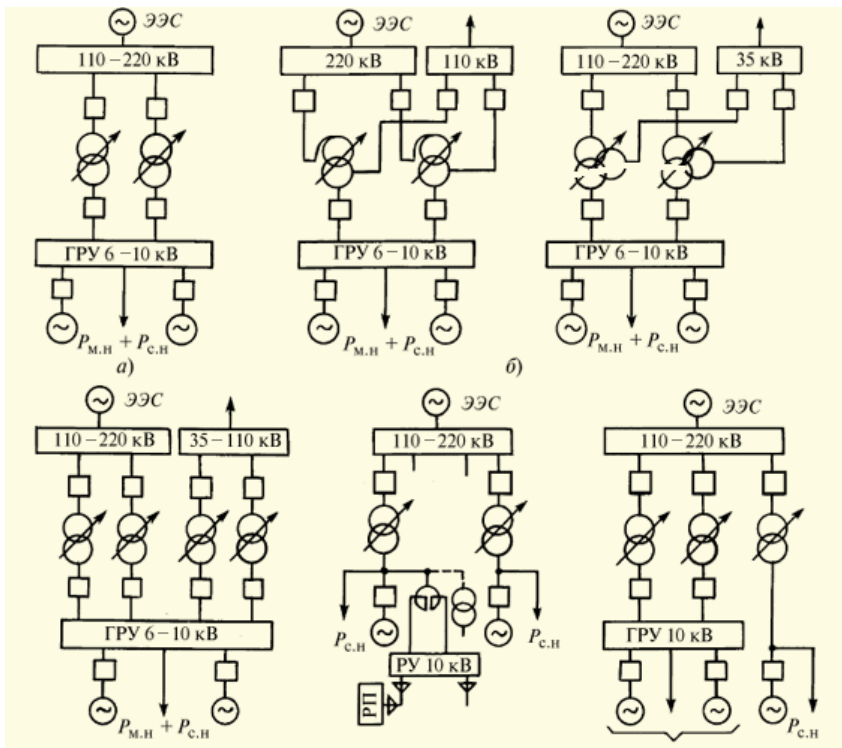 ЭЭС
110–220 кВ
ГРУ 6–10 кВ
Pм.н + Pс.н
а)
ЭЭС
220 кВ
110 кВ
ГРУ 6–10 кВ
Pм.н + Pс.н
б)
ЭЭС
110–220 кВ
35 кВ
ГРУ 6–10 кВ
Pм.н + Pс.н
ЭЭС
110–220 кВ
35–110 кВ
ГРУ 6–10 кВ
Pм.н + Pс.н
ЭЭС
110–220 кВ
Pс.н
Pс.н
РУ 10 кВ
РП
ЭЭС
110–220 кВ
ГРУ 10 кВ
Pс.н